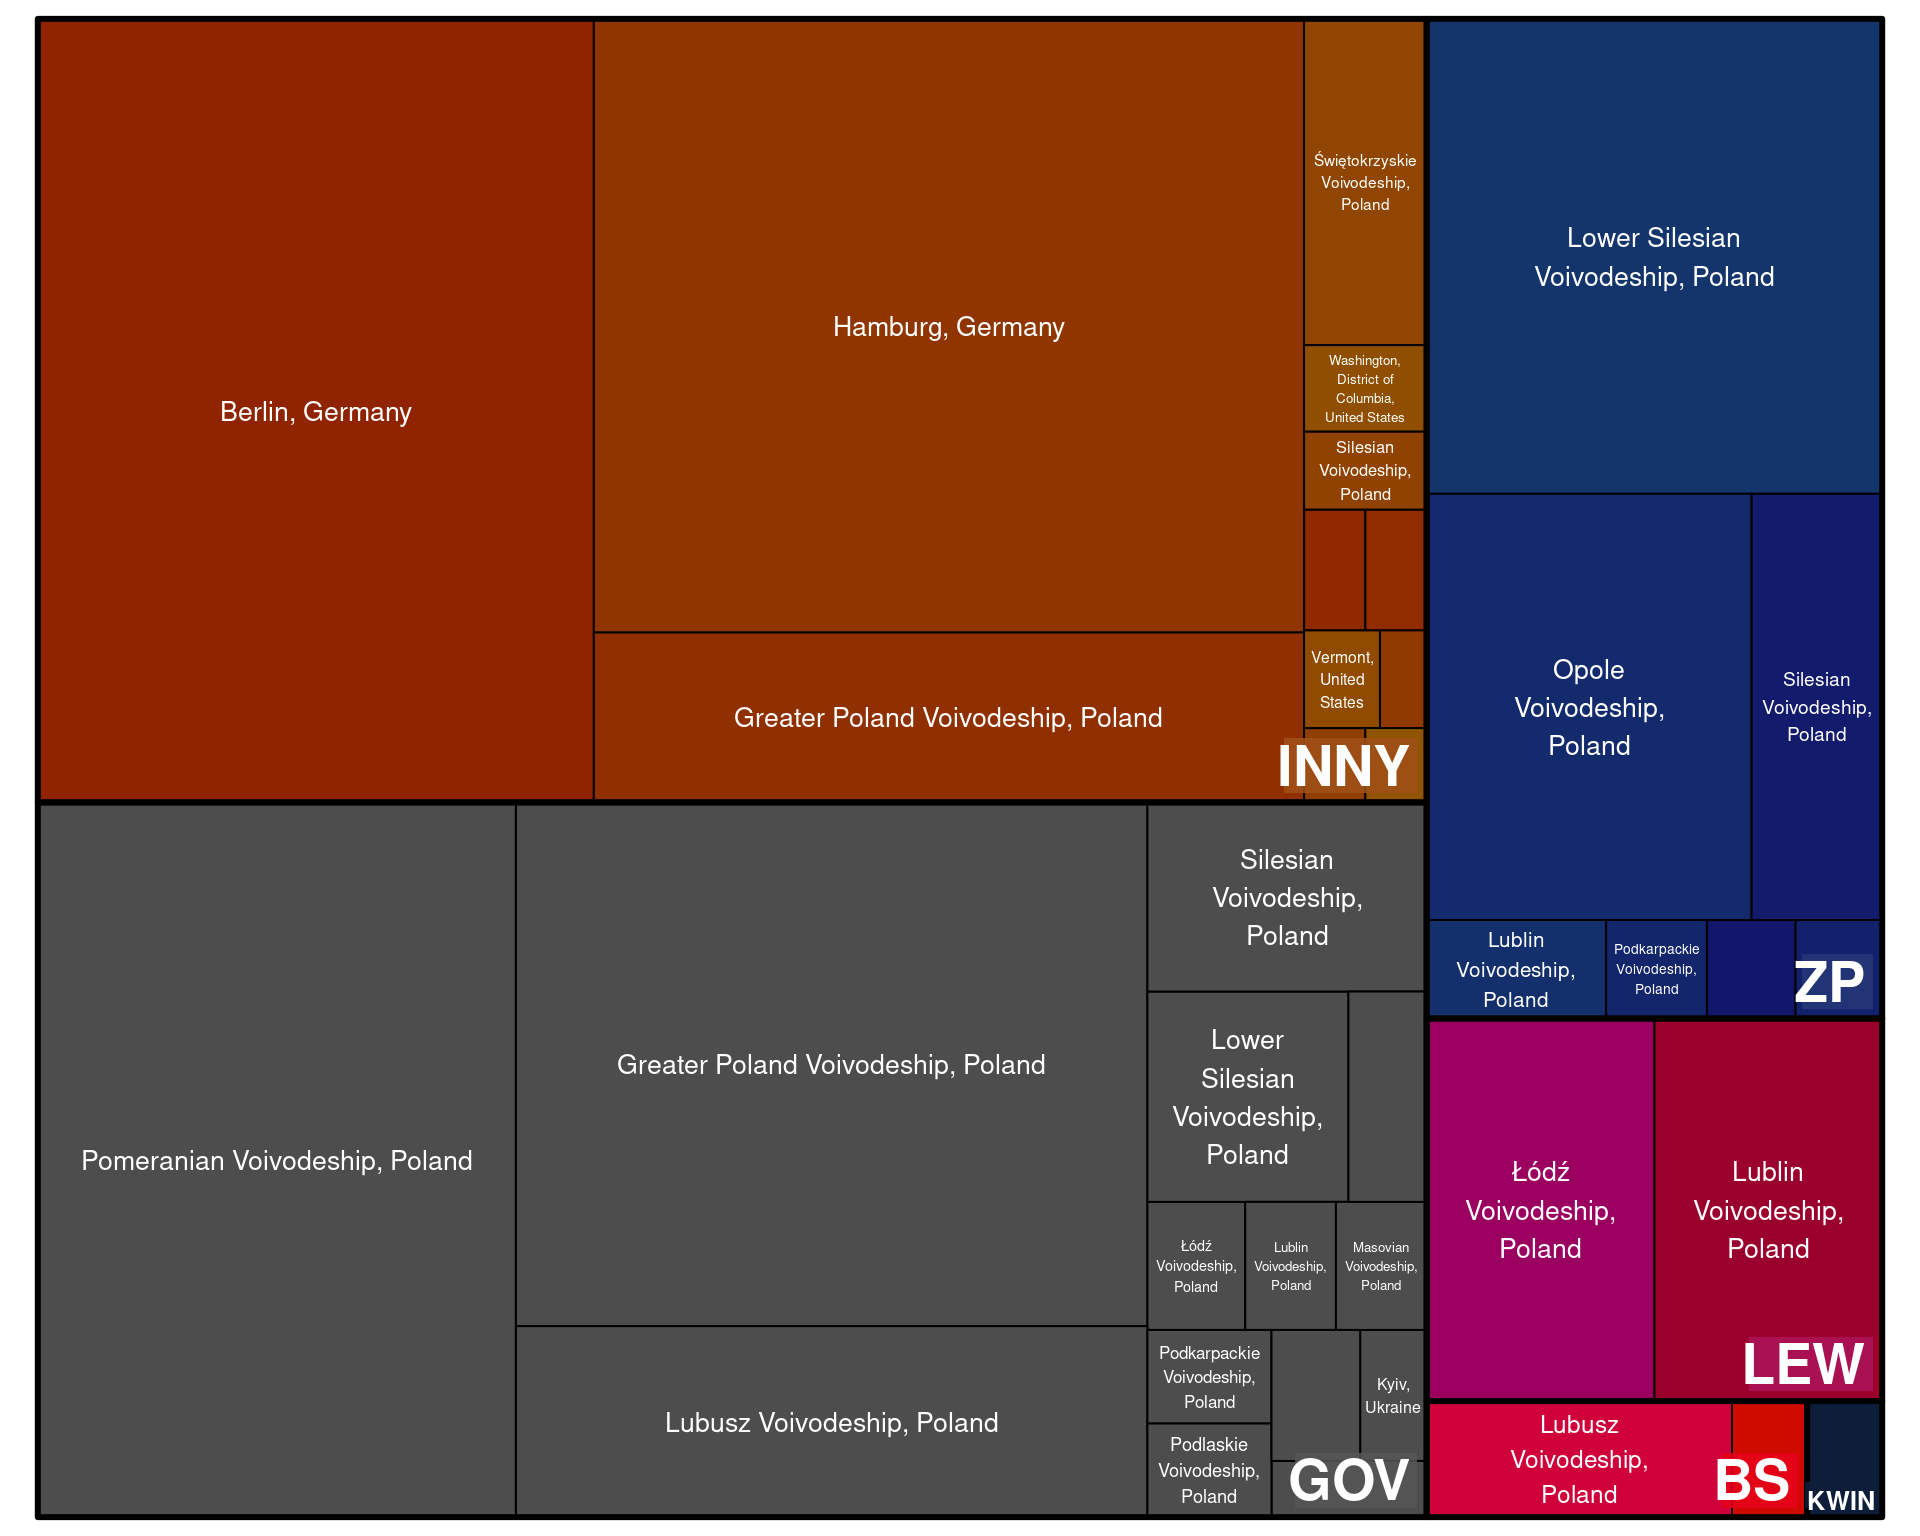 Berlin, Germany
Hamburg, Germany
Greater Poland Voivodeship, Poland
Świętokrzyskie
Voivodeship,
Poland
Washington,
District of
Columbia,
United States
Silesian
Voivodeship,
Poland
Vermont,
United
States
INNY
Pomeranian Voivodeship, Poland
Greater Poland Voivodeship, Poland
Lubusz Voivodeship, Poland
Silesian
Voivodeship,
Poland
Lower
Silesian
Voivodeship,
Poland
Łódź
Voivodeship,
Poland
Lublin
Voivodeship,
Poland
Masovian
Voivodeship,
Poland
Podkarpackie
Voivodeship,
Poland
Podlaskie
Voivodeship,
Poland
Kyiv,
Ukraine
GOV
Lower Silesian
Voivodeship, Poland
Opole
Voivodeship,
Poland
Silesian
Voivodeship,
Poland
Lublin
Voivodeship,
Poland
Podkarpackie
Voivodeship,
Poland
ZP
Łódź
Voivodeship,
Poland
Lublin
Voivodeship,
Poland
LEW
Lubusz
Voivodeship,
Poland
BS
KWIN